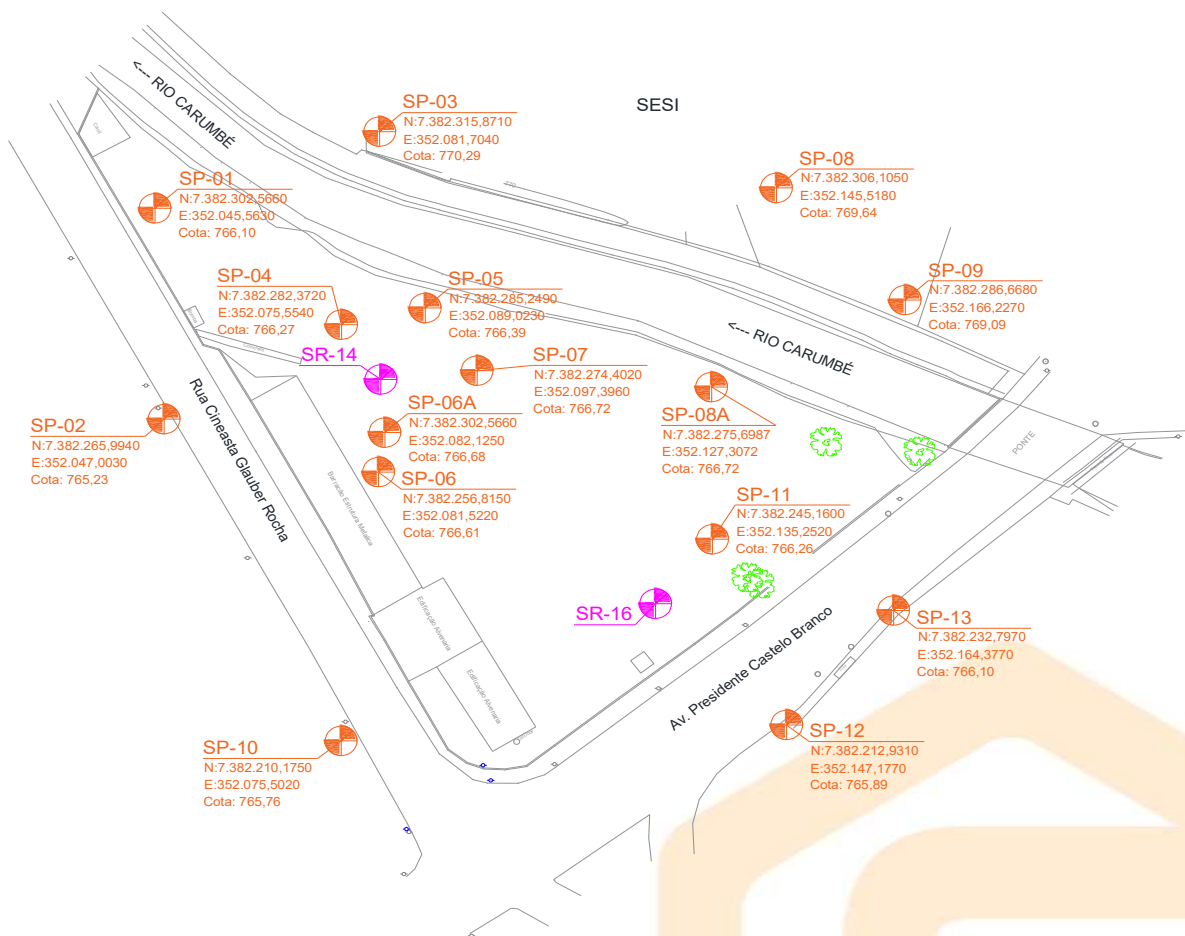 SESI
<--- RIO CARUMBÉ
SP-03
N:7.382.315,8710
E:352.081,7040
Cota: 770,29
SP-08
N:7.382.306,1050
E:352.145,5180
Cota: 769,64
SP-01
N:7.382.302,5660
E:352.045,5630
Cota: 766,10
SP-04
N:7.382.282,3720
E:352.075,5540
Cota: 766,27
SP-05
N:7.382.285,2490
E:352.089,0230
Cota: 766,39
SP-09
N:7.382.286,6680
E:352.166,2270
Cota: 769,09
<--- RIO CARUMBÉ
SR-14
SP-07
N:7.382.274,4020
E:352.097,3960
Cota: 766,72
SP-02
N:7.382.265,9940
E:352.047,0030
Cota: 765,23
Rua Cineasta Glauber Rocha
SP-06A
N:7.382.302,5660
E:352.082,1250
Cota: 766,68
SP-08A
N:7.382.275,6987
E:352.127,3072
Cota: 766,72
PONTE
SP-06
N:7.382.256,8150
E:352.081,5220
Cota: 766,61
Barracão Estrutura Metalica
SP-11
N:7.382.245,1600
E:352.135,2520
Cota: 766,26
SR-16
Edificação Alvenaria
Edificação Alvenaria
Av. Presidente Castelo Branco
SP-13
N:7.382.232,7970
E:352.164,3770
Cota: 766,10
SP-10
N:7.382.210,1750
E:352.075,5020
Cota: 765,76
SP-12
N:7.382.212,9310
E:352.147,1770
Cota: 765,89